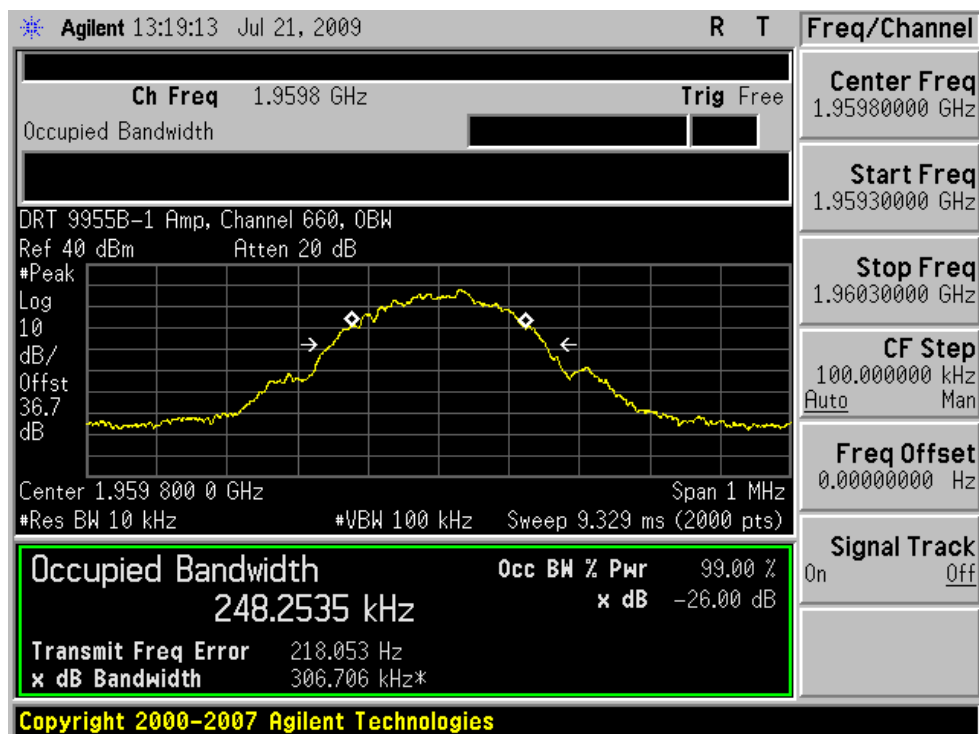 Agilent 13:19:13 Jul 21, 2009 R T
Freq/Channel
Ch Freq 1.9598 GHz Trig Free
Occupied Bandwidth
DRT 9955B-1 Amp, Channel 660, OBW
Ref 40 dBm Atten 20 dB
#Peak
Log
10
dB/
Offst
36.7
dB
Center 1.959 800 0 GHz Span 1 MHz
#Res BW 10 kHz #VBW 100 kHz Sweep 9.329 ms (2000 pts)
Occupied Bandwidth Occ BW % Pwr 99.00 %
248.2535 kHz x dB -26.00 dB
Transmit Freq Error 218.053 Hz
x dB Bandwidth 306.706 kHz*
Center Freq
1.95980000 GHz
Start Freq
1.95930000 GHz
Stop Freq
1.96030000 GHz
CF Step
100.000000 kHz
Auto Man
Freq Offset
0.00000000 Hz
Signal Track
On Off
Copyright 2000-2007 Agilent Technologies